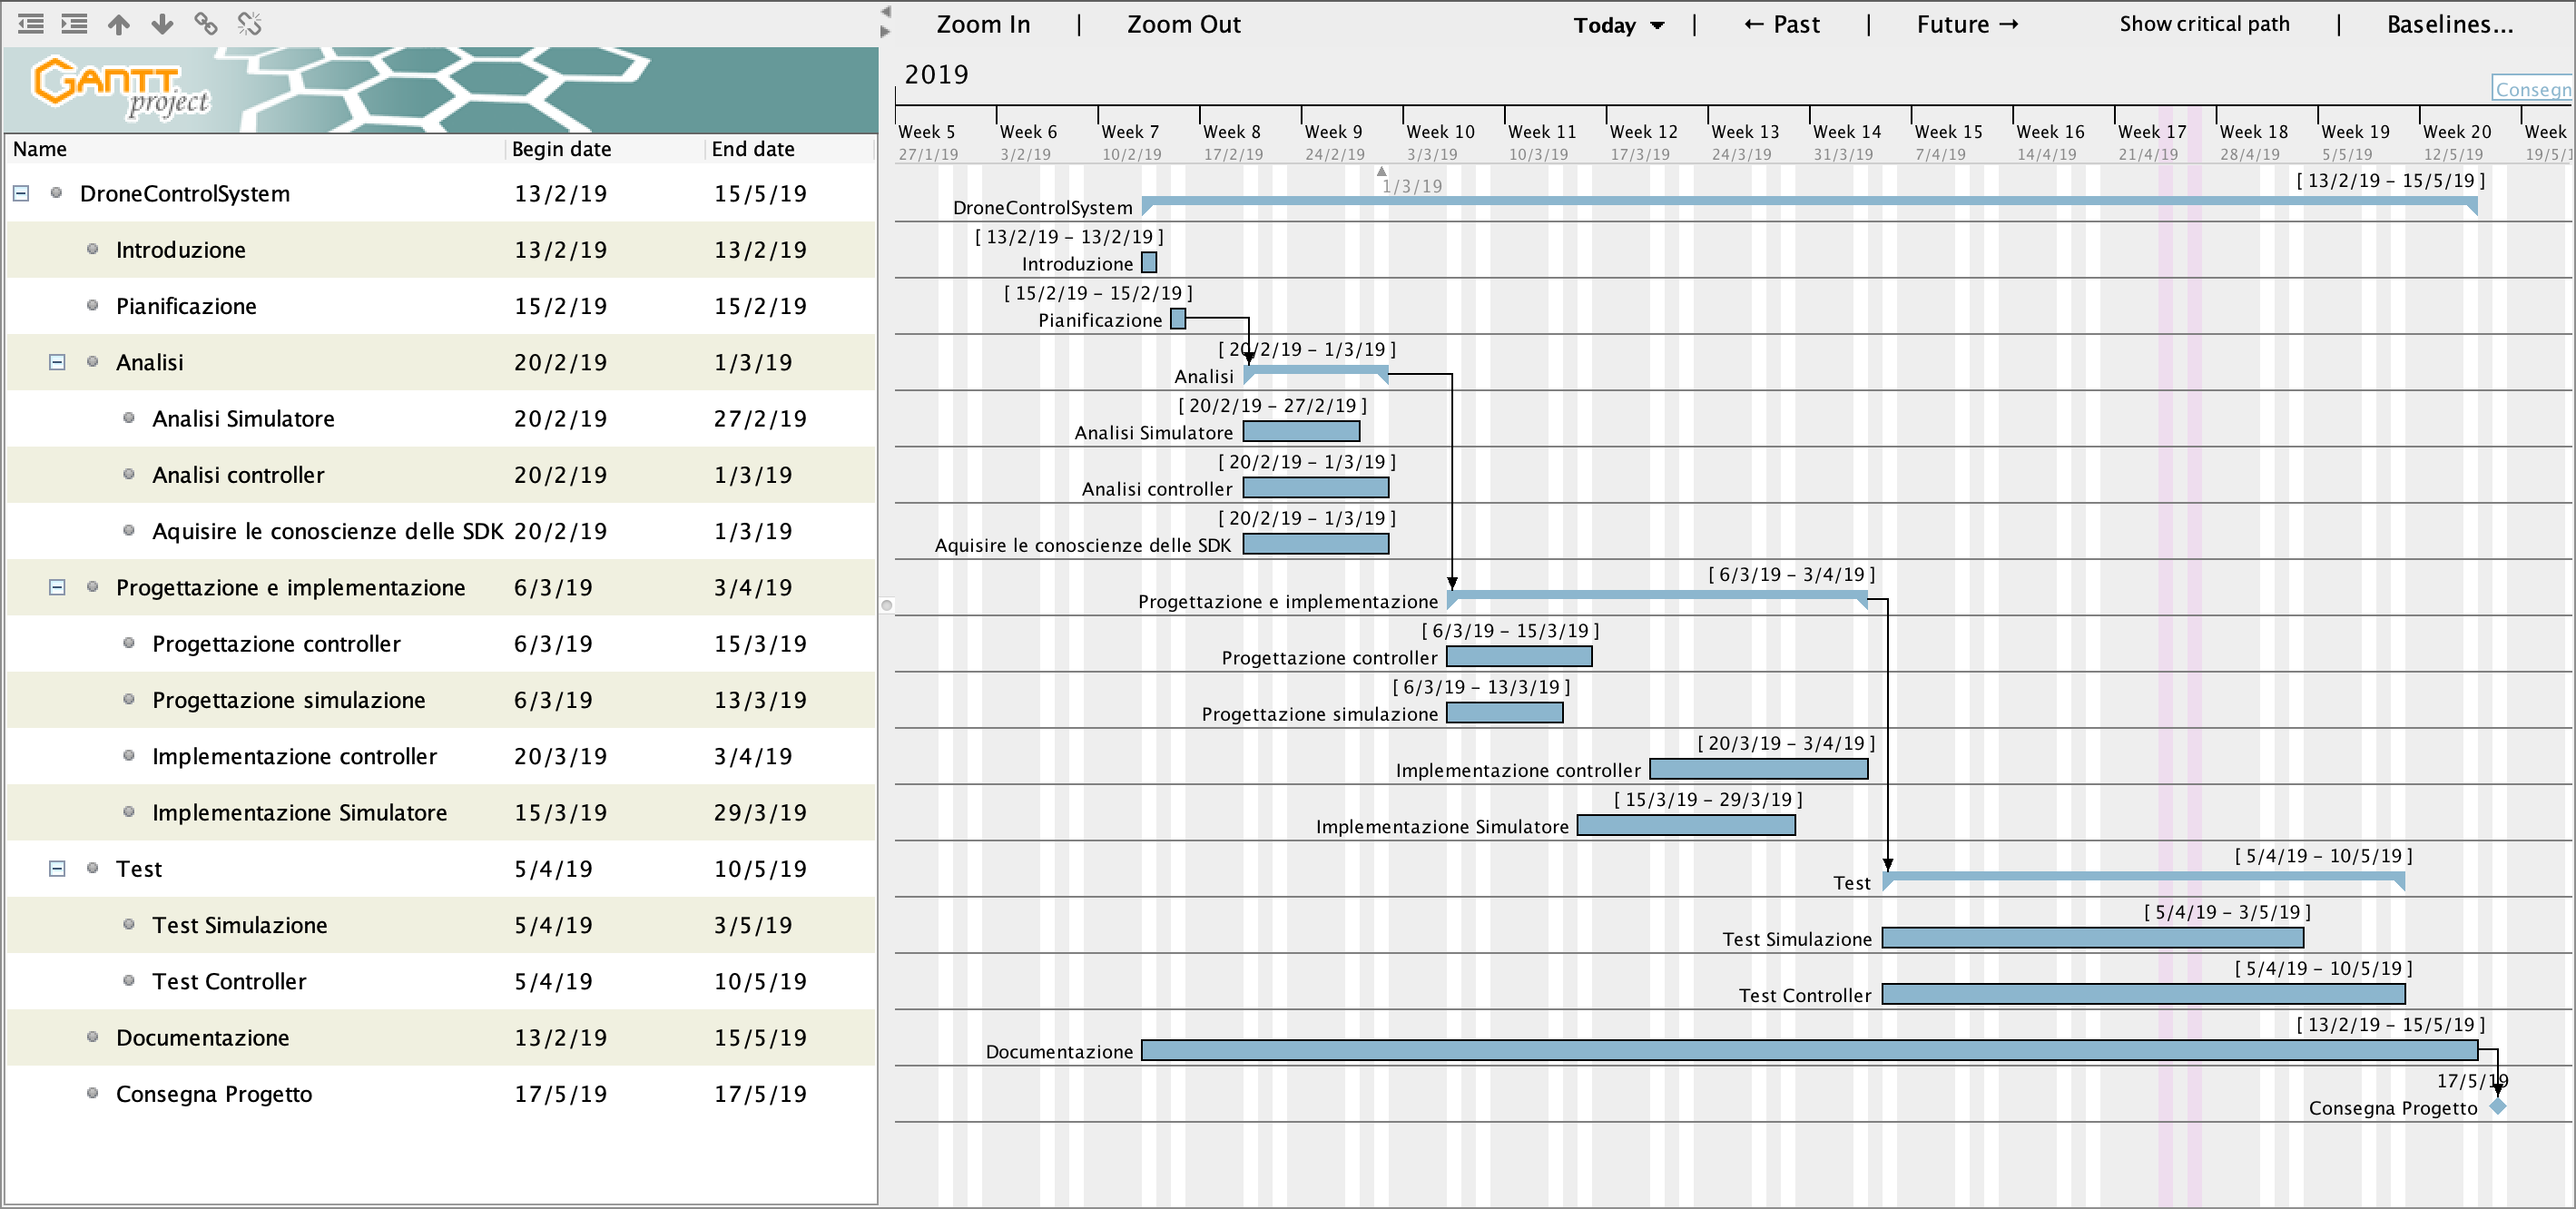 Zoom In | Zoom Out Today | ← Past | Future → Show critical path | Baselines...
GANTT project
2019
Consegn
Week 5 Week 6 Week 7 Week 8 Week 9 Week 10 Week 11 Week 12 Week 13 Week 14 Week 15 Week 16 Week 17 Week 18 Week 19 Week 20 Week
27/1/19 3/2/19 10/2/19 17/2/19 24/2/19 3/3/19 10/3/19 17/3/19 24/3/19 31/3/19 7/4/19 14/4/19 21/4/19 28/4/19 5/5/19 12/5/19 19/5/1
Name Begin date End date
DroneControlSystem 13/2/19 15/5/19
Introduzione 13/2/19 13/2/19
Pianificazione 15/2/19 15/2/19
Analisi 20/2/19 1/3/19
Analisi Simulatore 20/2/19 27/2/19
Analisi controller 20/2/19 1/3/19
Aquisire le conoscienze delle SDK 20/2/19 1/3/19
Progettazione e implementazione 6/3/19 3/4/19
Progettazione controller 6/3/19 15/3/19
Progettazione simulazione 6/3/19 13/3/19
Implementazione controller 20/3/19 3/4/19
Implementazione Simulatore 15/3/19 29/3/19
Test 5/4/19 10/5/19
Test Simulazione 5/4/19 3/5/19
Test Controller 5/4/19 10/5/19
Documentazione 13/2/19 15/5/19
Consegna Progetto 17/5/19 17/5/19
1/3/19
[ 13/2/19 - 15/5/19 ]
DroneControlSystem
[ 13/2/19 - 13/2/19 ]
Introduzione
[ 15/2/19 - 15/2/19 ]
Pianificazione
[ 20/2/19 - 1/3/19 ]
Analisi
[ 20/2/19 - 27/2/19 ]
Analisi Simulatore
[ 20/2/19 - 1/3/19 ]
Analisi controller
[ 20/2/19 - 1/3/19 ]
Aquisire le conoscienze delle SDK
[ 6/3/19 - 3/4/19 ]
Progettazione e implementazione
[ 6/3/19 - 15/3/19 ]
Progettazione controller
[ 6/3/19 - 13/3/19 ]
Progettazione simulazione
[ 20/3/19 - 3/4/19 ]
Implementazione controller
[ 15/3/19 - 29/3/19 ]
Implementazione Simulatore
[ 5/4/19 - 10/5/19 ]
Test
[ 5/4/19 - 3/5/19 ]
Test Simulazione
[ 5/4/19 - 10/5/19 ]
Test Controller
[ 13/2/19 - 15/5/19 ]
Documentazione
17/5/19
Consegna Progetto